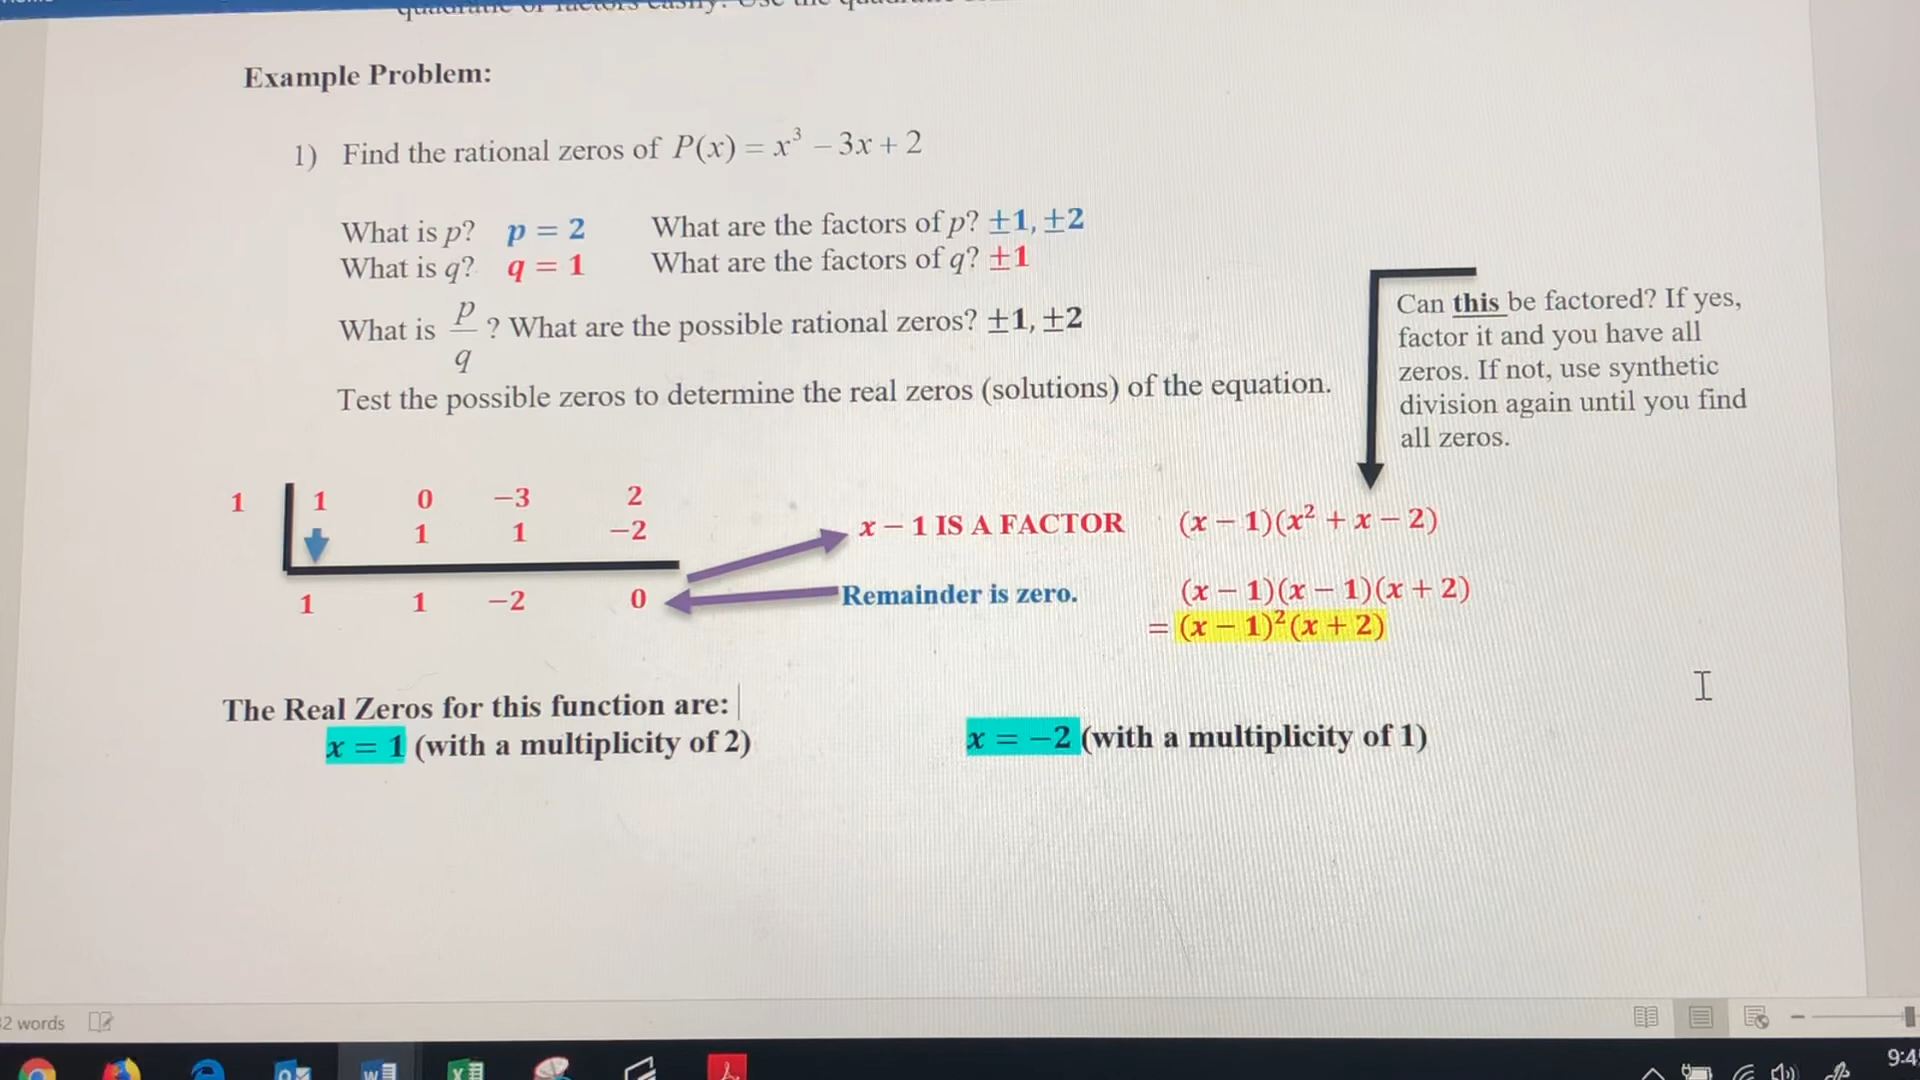 Example Problem:
1) Find the rational zeros of P(x) = x³ − 3x + 2
What is p? p = 2 What are the factors of p? ±1, ±2
What is q? q = 1 What are the factors of q? ±1
What is p/q ? What are the possible rational zeros? ±1, ±2
Test the possible zeros to determine the real zeros (solutions) of the equation.
Can this be factored? If yes,
factor it and you have all
zeros. If not, use synthetic
division again until you find
all zeros.
1 1 0 −3 2
1 1 −2
1 1 −2 0
x − 1 IS A FACTOR
Remainder is zero.
(x − 1)(x² + x − 2)
(x − 1)(x − 1)(x + 2)
= (x − 1)²(x + 2)
The Real Zeros for this function are:
x = 1 (with a multiplicity of 2) x = −2 (with a multiplicity of 1)
2 words